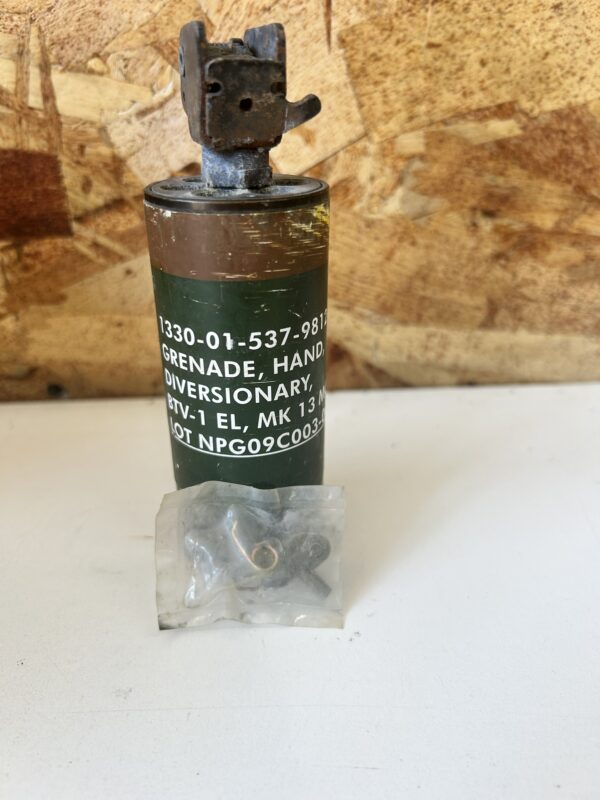 1330-01-537-981
GRENADE, HAND,
DIVERSIONARY,
BTV-1 EL, MK 13 M
LOT NPG09C003-